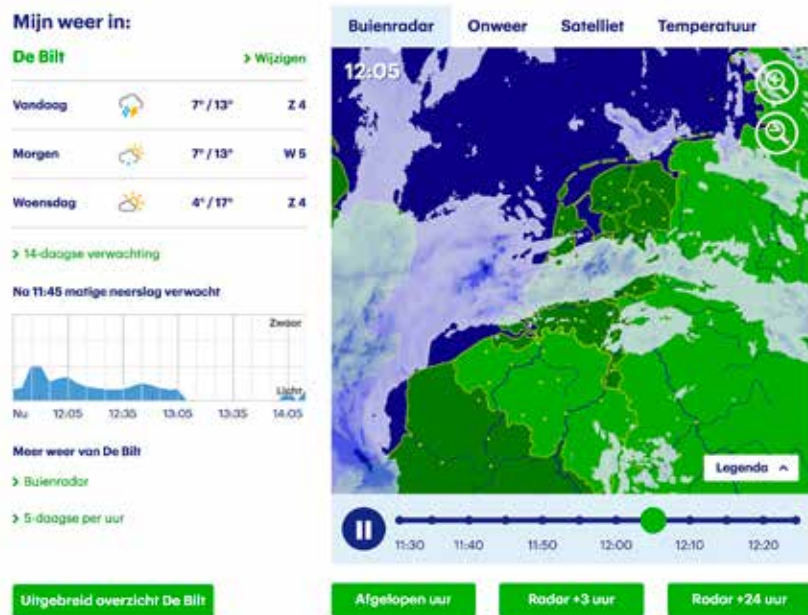 Mijn weer in:
De Bilt
> Wijzigen
Vandaag 7° / 13° Z 4
Morgen 7° / 13° W 5
Woensdag 4° / 17° Z 4
> 14-daagse verwachting
Na 11:45 matige neerslag verwacht
Zwaar
Licht
Nu 12:05 12:35 13:05 13:35 14:05
Meer weer van De Bilt
> Buienradar
> 5-daagse per uur
Uitgebreid overzicht De Bilt
Buienradar Onweer Satelliet Temperatuur
12:05
Legenda
11:30 11:40 11:50 12:00 12:10 12:20
Afgelopen uur Radar +3 uur Radar +24 uur